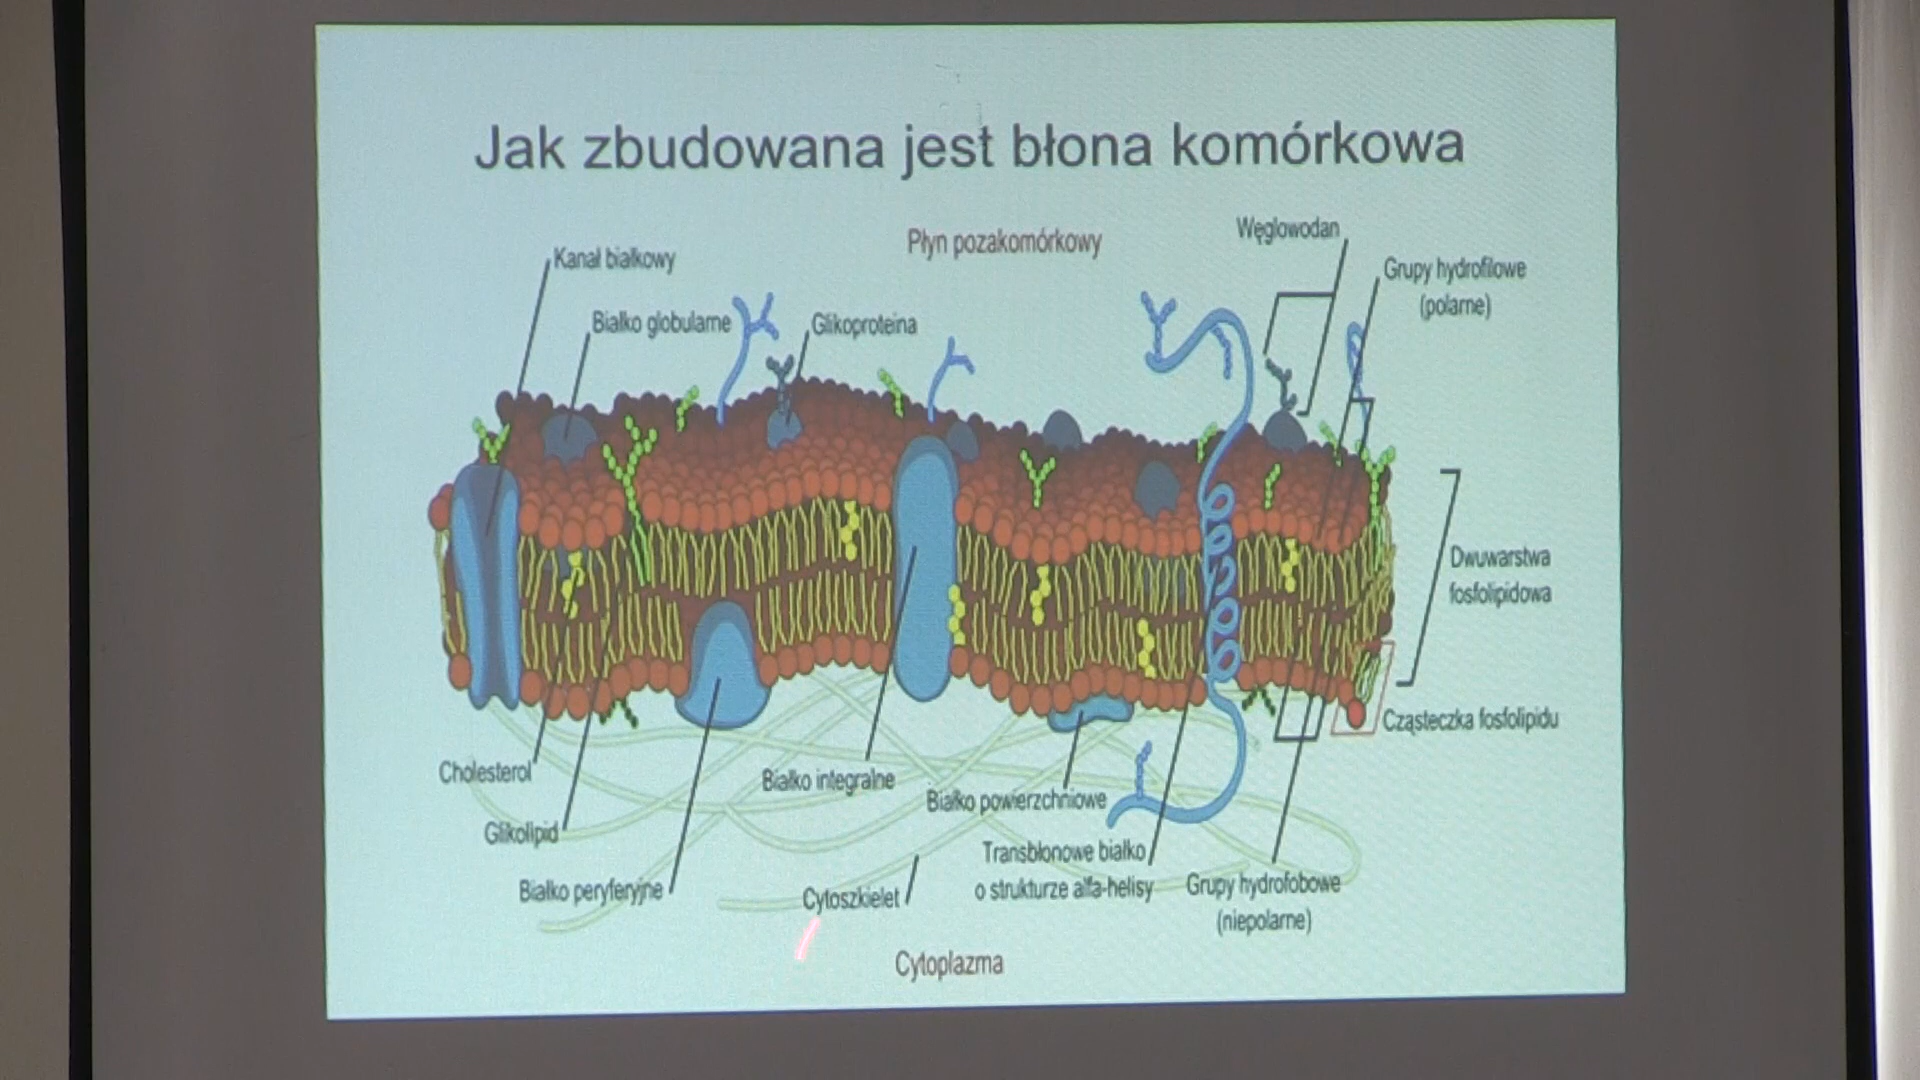 Jak zbudowana jest błona komórkowa
Płyn pozakomórkowy
Węglowodan
Kanał białkowy
Grupy hydrofilowe
(polarne)
Białko globularne
Glikoproteina
Dwuwarstwa
fosfolipidowa
Cząsteczka fosfolipidu
Cholesterol
Białko integralne
Białko powierzchniowe
Glikolipid
Transbłonowe białko
o strukturze alfa-helisy
Białko peryferyjne
Cytoszkielet
Grupy hydrofobowe
(niepolarne)
Cytoplazma